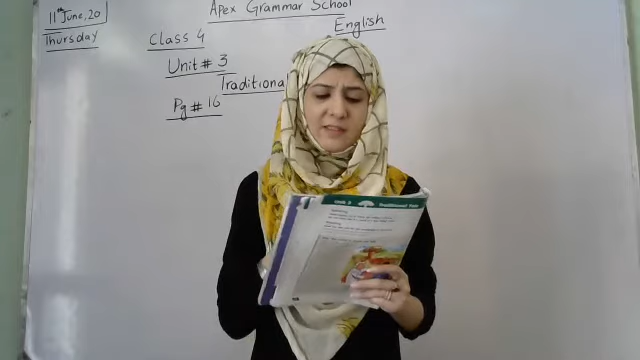 11th June, 20
Thursday
Apex Grammar School
English
Class 4
Unit # 3
Traditional
Pg # 16
Unit 3 Traditional Tale